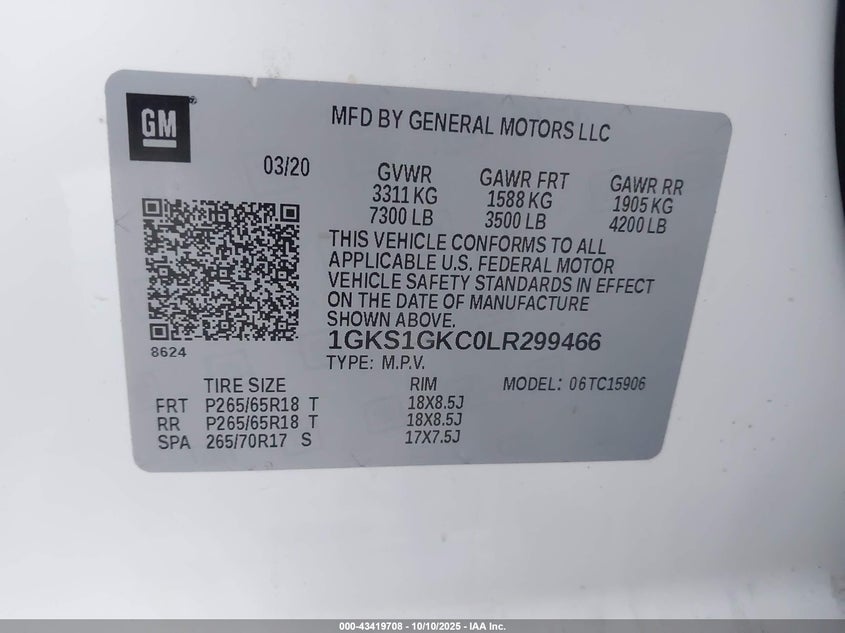 GM
MFD BY GENERAL MOTORS LLC
03/20
GVWR
3311 KG
7300 LB
GAWR FRT
1588 KG
3500 LB
GAWR RR
1905 KG
4200 LB
THIS VEHICLE CONFORMS TO ALL
APPLICABLE U.S. FEDERAL MOTOR
VEHICLE SAFETY STANDARDS IN EFFECT
ON THE DATE OF MANUFACTURE
SHOWN ABOVE.
1GKS1GKC0LR299466
8624
TYPE: M.P.V.
TIRE SIZE RIM MODEL: 06TC15906
FRT P265/65R18 T 18X8.5J
RR P265/65R18 T 18X8.5J
SPA 265/70R17 S 17X7.5J
000-43419708 - 10/10/2025 - IAA Inc.